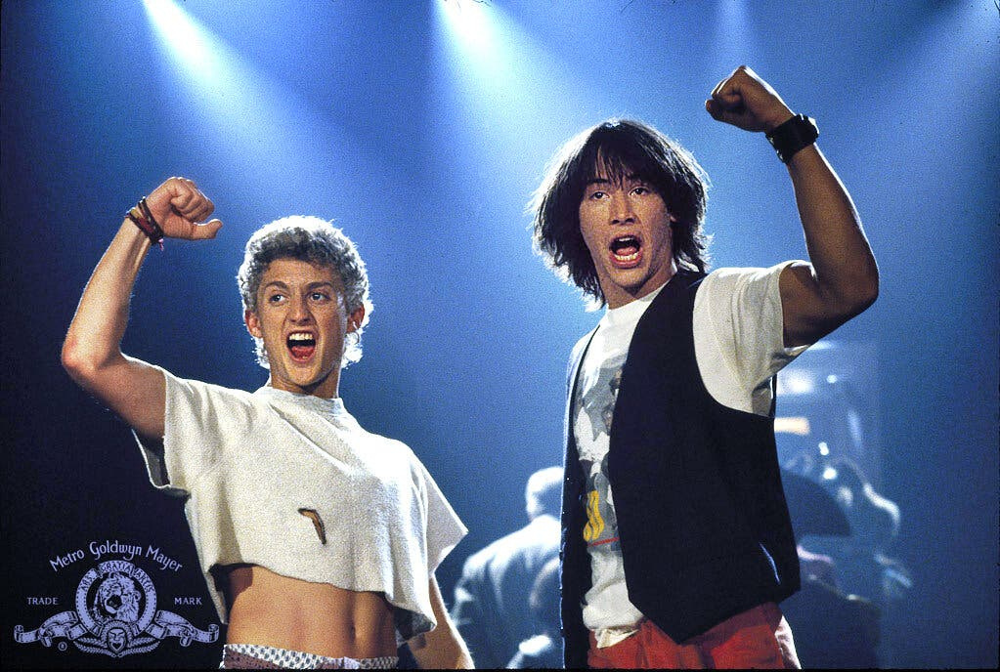 Metro Goldwyn Mayer
ARS GRATIA ARTIS
TRADE MARK
®